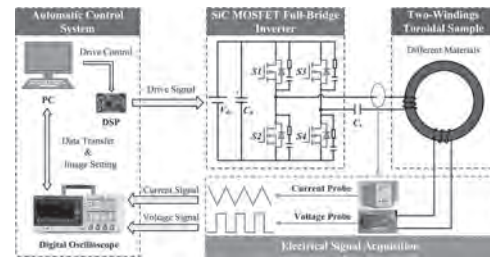 Automatic Control
System
SiC MOSFET Full-Bridge
Inverter
Two-Windings
Toroidal Sample
Different Materials
Drive Control
PC
DSP
Drive Signal
S1
S3
S2
S4
Data Transfer
&
Image Setting
Current Signal
Voltage Signal
Digital Oscilloscope
Current Probe
Voltage Probe
Electrical Signal Acquisition